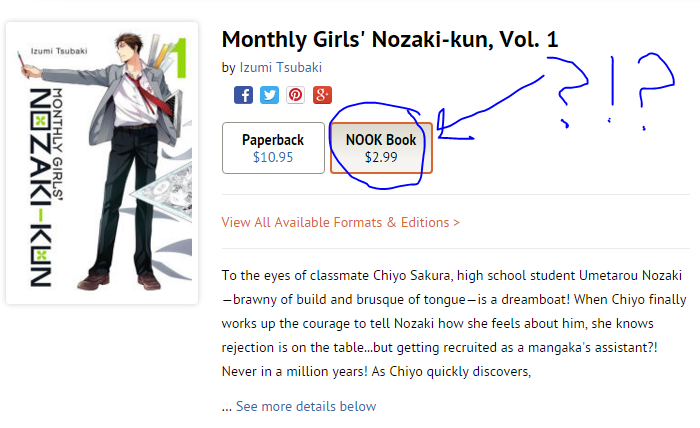 Monthly Girls' Nozaki-kun, Vol. 1
by Izumi Tsubaki
Izumi Tsubaki
1
MONTHLY GIRLS'
NOZAKI-KUN
?!?
Paperback
$10.95
NOOK Book
$2.99
View All Available Formats & Editions >
To the eyes of classmate Chiyo Sakura, high school student Umetarou Nozaki
—brawny of build and brusque of tongue—is a dreamboat! When Chiyo finally
works up the courage to tell Nozaki how she feels about him, she knows
rejection is on the table...but getting recruited as a mangaka's assistant?!
Never in a million years! As Chiyo quickly discovers,
... See more details below